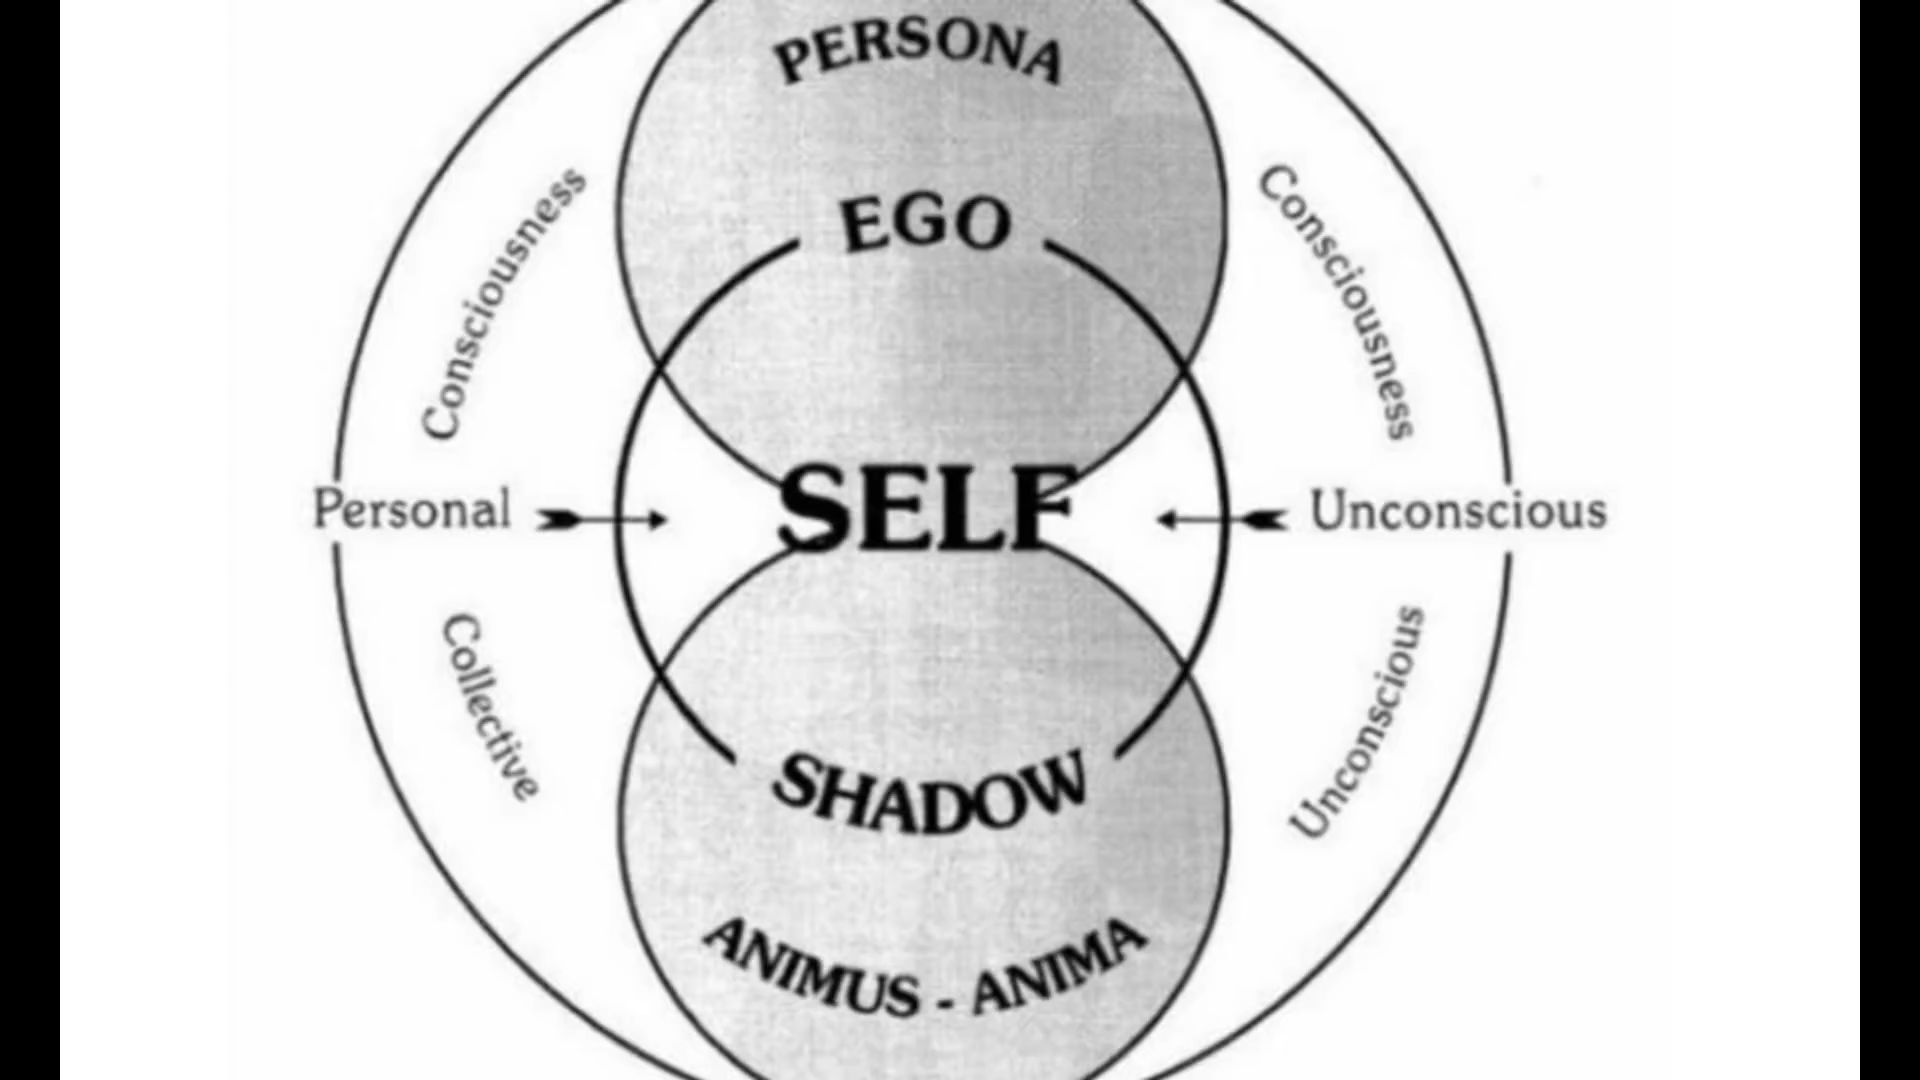 PERSONA
Consciousness
Consciousness
EGO
SELF
Personal
Unconscious
Collective
Unconscious
SHADOW
ANIMUS - ANIMA